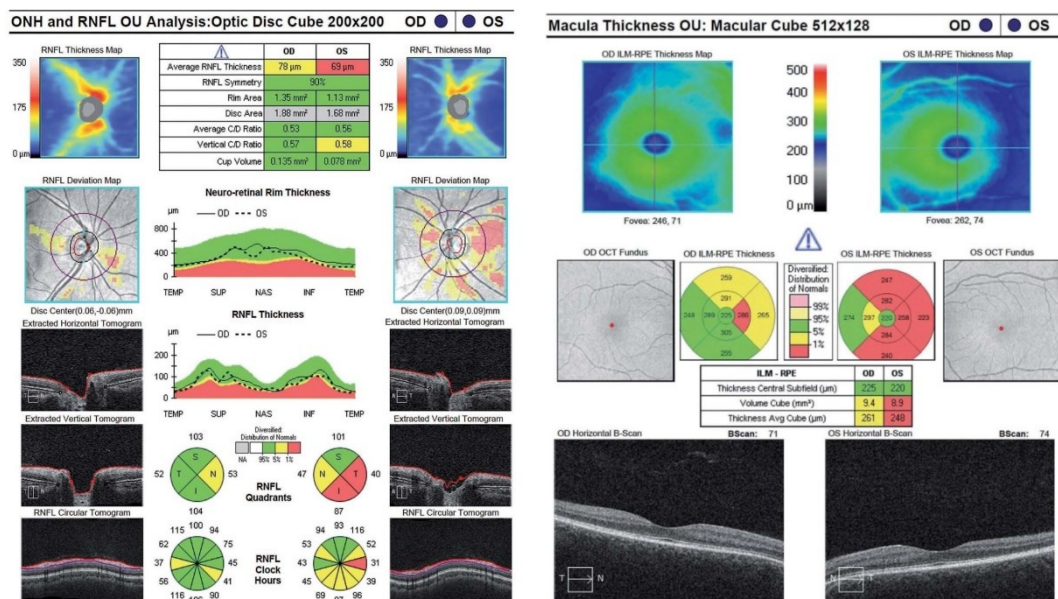 ONH and RNFL OU Analysis:Optic Disc Cube 200x200 OD OS
RNFL Thickness Map
350
175
0 µm
OD OS
Average RNFL Thickness 78 µm 69 µm
RNFL Symmetry 90%
Rim Area 1.35 mm² 1.13 mm²
Disc Area 1.88 mm² 1.68 mm²
Average C/D Ratio 0.53 0.56
Vertical C/D Ratio 0.57 0.58
Cup Volume 0.135 mm³ 0.078 mm³
RNFL Thickness Map
350
175
0 µm
RNFL Deviation Map
Disc Center(0.06,-0.06)mm
Neuro-retinal Rim Thickness
µm OD OS
800
400
0
TEMP SUP NAS INF TEMP
RNFL Deviation Map
Disc Center(0.09,0.09)mm
Extracted Horizontal Tomogram
RNFL Thickness
µm OD OS
200
100
0
TEMP SUP NAS INF TEMP
Extracted Horizontal Tomogram
Extracted Vertical Tomogram
Diversified:
Distribution of Normals
NA 95% 5% 1%
103
52 S T N I 53
104
RNFL
Quadrants
101
47 S N T I 40
87
Extracted Vertical Tomogram
RNFL Circular Tomogram
100
115 94
62 75
37 45
56 41
116 90
RNFL
Clock
Hours
93
94 116
53 52
43 31
45 39
69 96
RNFL Circular Tomogram
Macula Thickness OU: Macular Cube 512x128 OD OS
OD ILM-RPE Thickness Map
Fovea: 246, 71
500
400
300
200
100
0 µm
OS ILM-RPE Thickness Map
Fovea: 262, 74
OD OCT Fundus
OD ILM-RPE Thickness
259
291
248 289 225 286 265
305
255
Diversified:
Distribution
of Normals
99%
95%
5%
1%
OS ILM-RPE Thickness
247
282
274 297 220 258 223
284
240
OS OCT Fundus
ILM - RPE OD OS
Thickness Central Subfield (µm) 225 220
Volume Cube (mm³) 9.4 8.9
Thickness Avg Cube (µm) 261 248
OD Horizontal B-Scan BScan: 71
T N
OS Horizontal B-Scan BScan: 74
N T